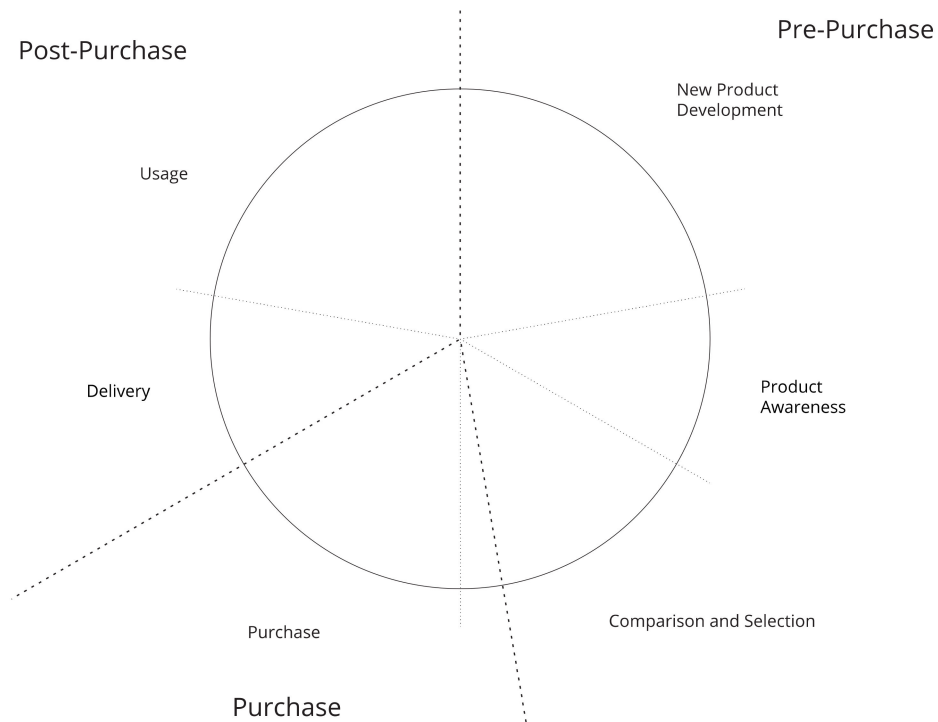 Pre-Purchase
Post-Purchase
New Product
Development
Usage
Product
Awareness
Delivery
Comparison and Selection
Purchase
Purchase